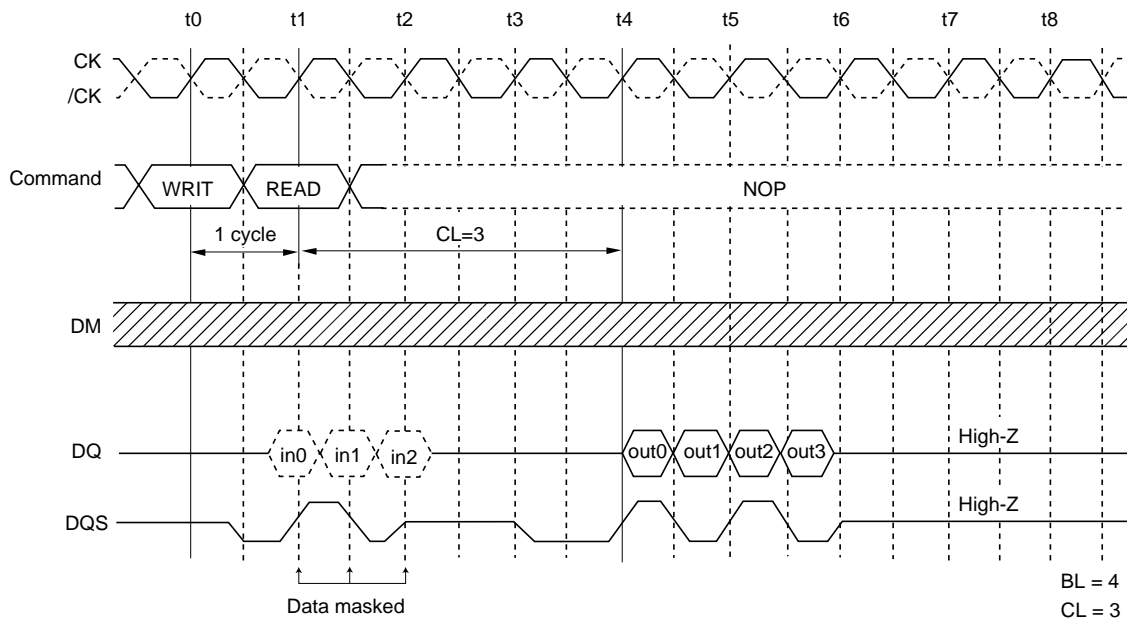 t0 t1 t2 t3 t4 t5 t6 t7 t8
CK
/CK
Command WRIT READ NOP
1 cycle CL=3
DM
DQ in0 in1 in2 out0 out1 out2 out3 High-Z
DQS High-Z
Data masked
BL = 4
CL = 3